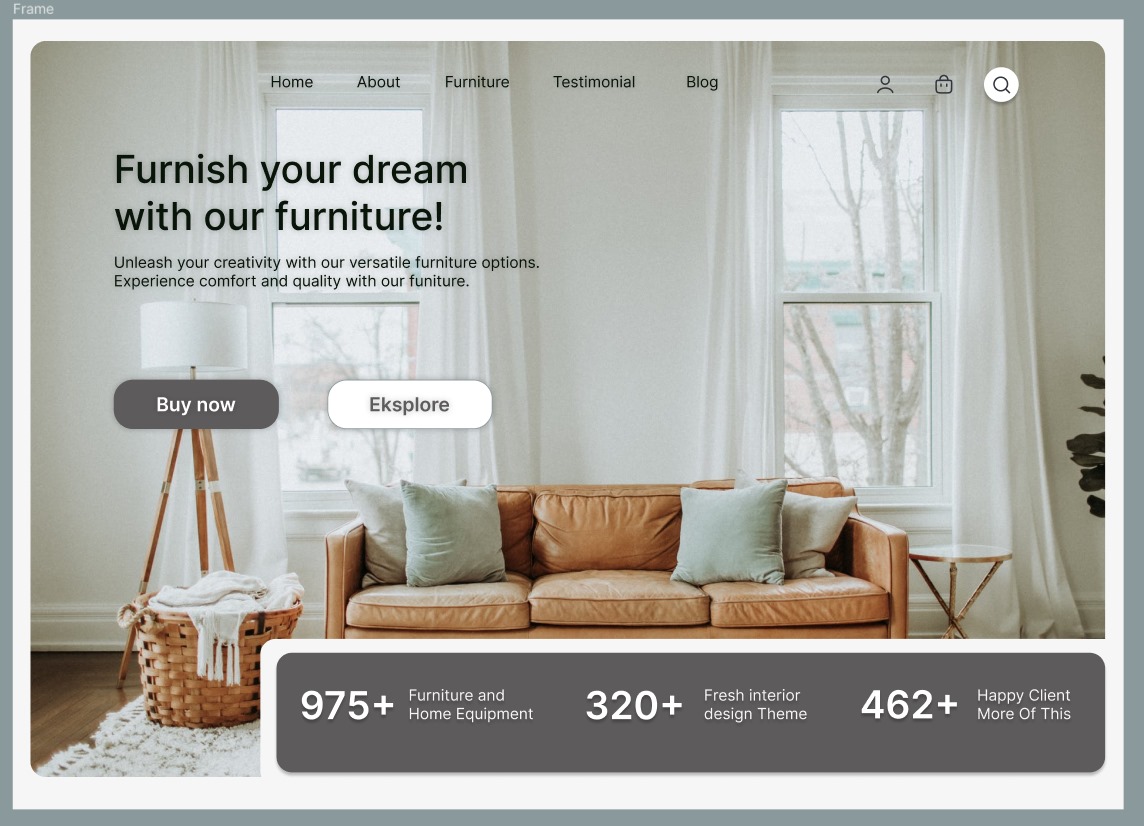 Frame
Home About Furniture Testimonial Blog
Furnish your dream
with our furniture!
Unleash your creativity with our versatile furniture options.
Experience comfort and quality with our funiture.
Buy now Eksplore
975+ Furniture and
Home Equipment
320+ Fresh interior
design Theme
462+ Happy Client
More Of This